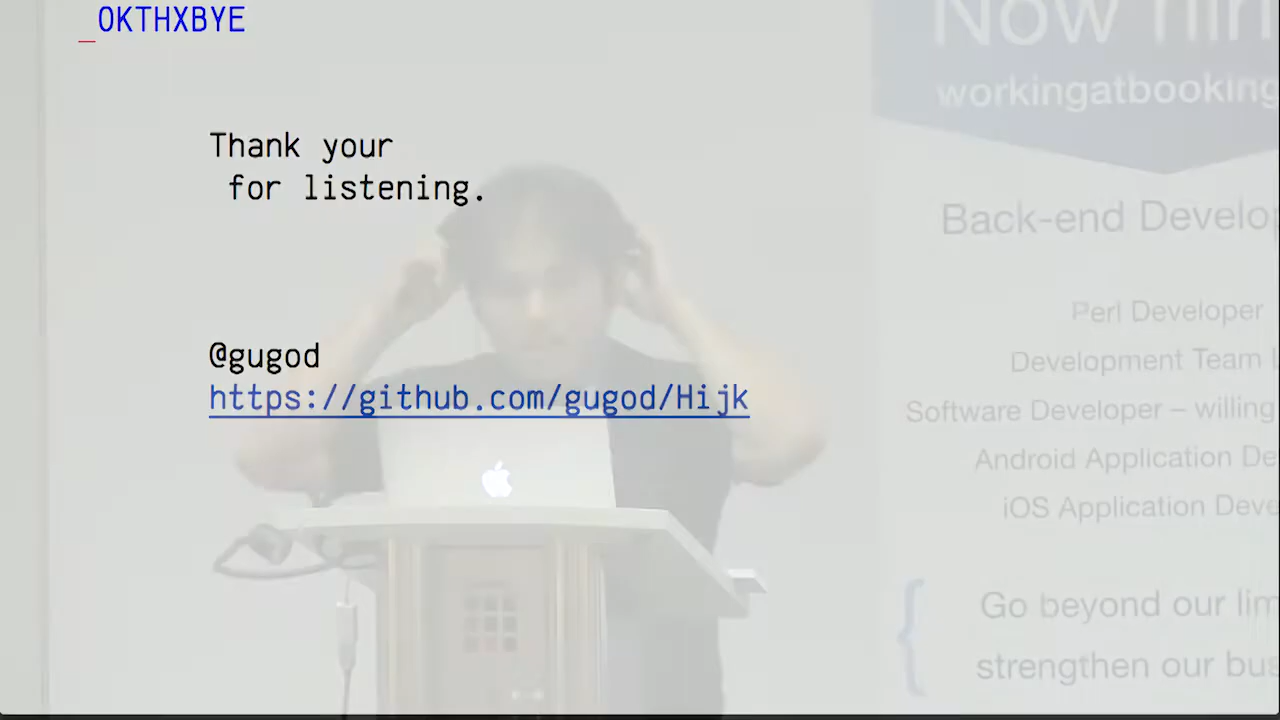 _OKTHXBYE
Thank your
for listening.
@gugod
https://github.com/gugod/Hijk
Now hiri
workingatbooking
Back-end Develop
Perl Developer
Development Team L
Software Developer – willing
Android Application De
iOS Application Deve
{ Go beyond our lim
strengthen our bus